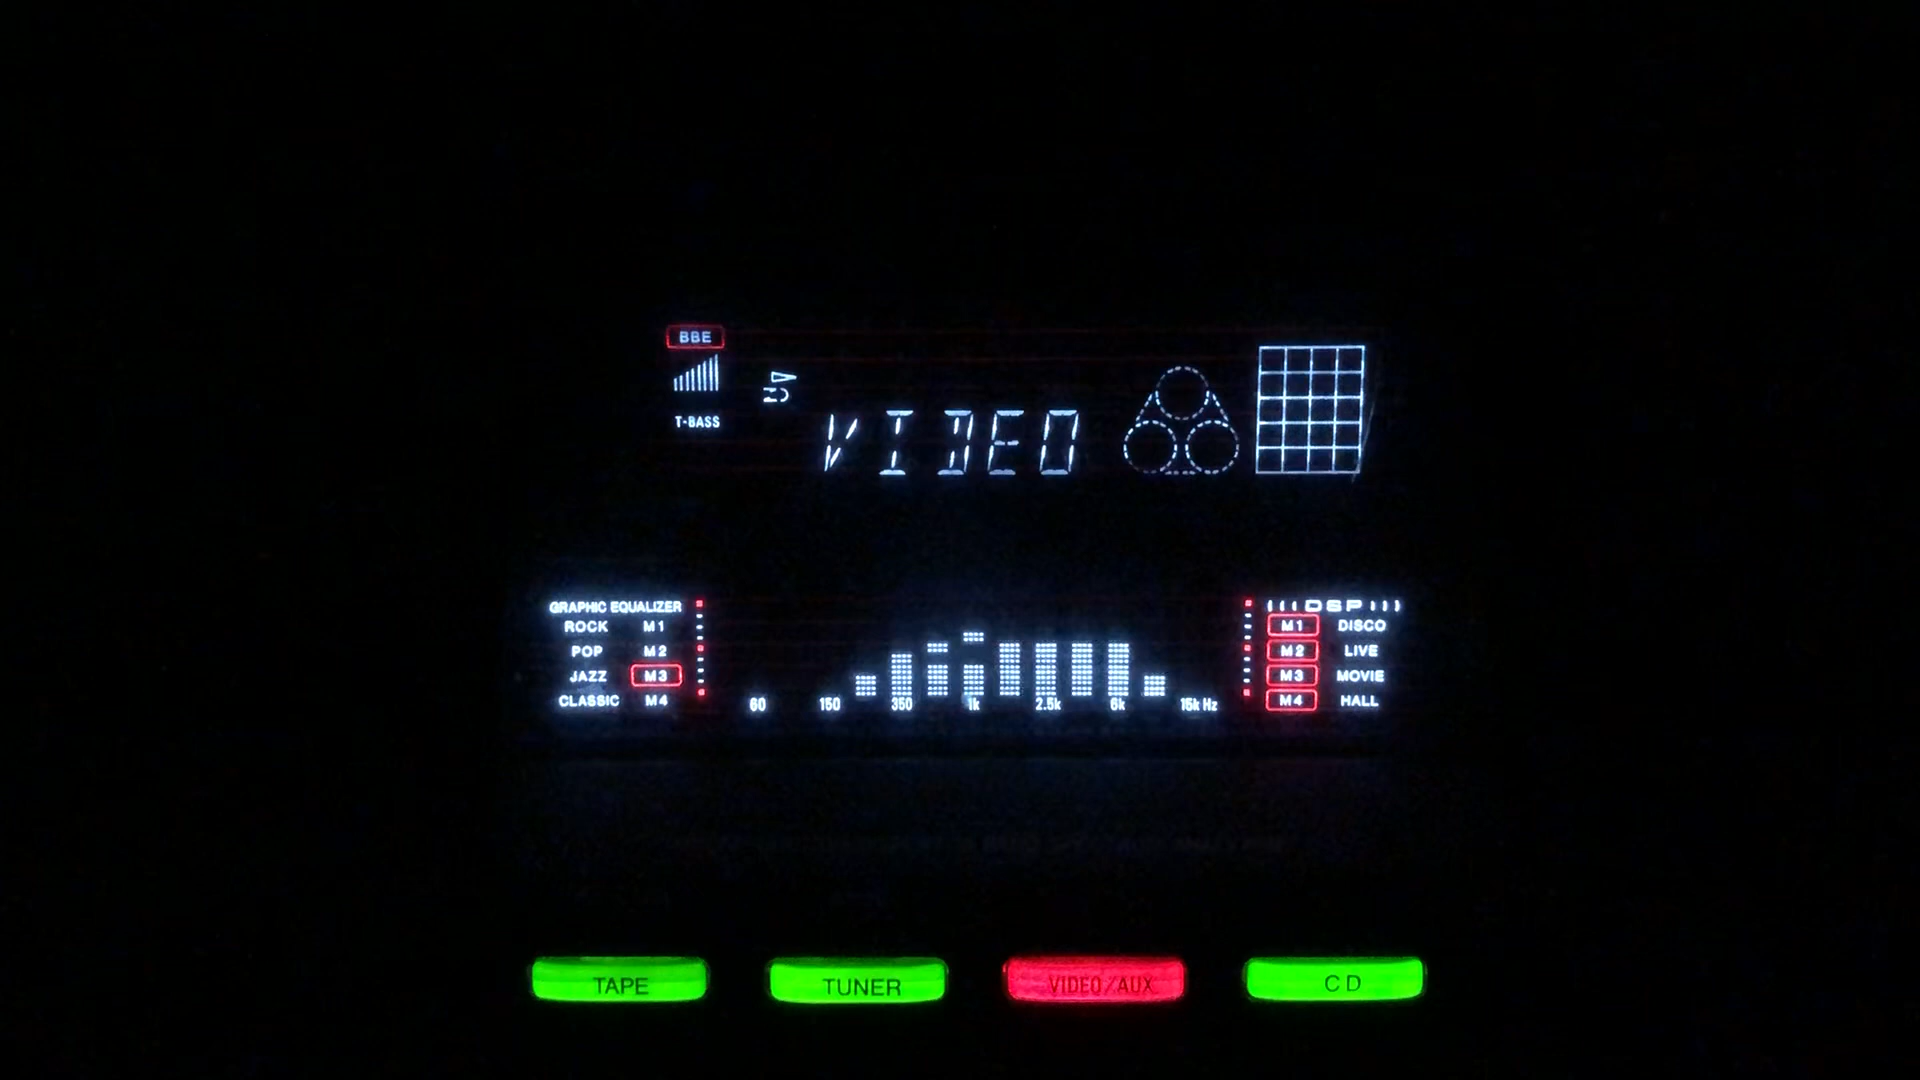 BBE
T-BASS
VIDEO
GRAPHIC EQUALIZER
ROCK M1
POP M2
JAZZ M3
CLASSIC M4
60 150 350 1k 2.5k 6k 15k Hz
DSP
M1 DISCO
M2 LIVE
M3 MOVIE
M4 HALL
TAPE
TUNER
VIDEO/AUX
CD